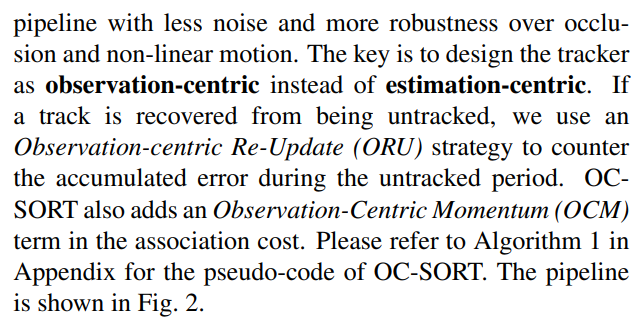 pipeline with less noise and more robustness over occlu-
sion and non-linear motion. The key is to design the tracker
as observation-centric instead of estimation-centric. If
a track is recovered from being untracked, we use an
Observation-centric Re-Update (ORU) strategy to counter
the accumulated error during the untracked period. OC-
SORT also adds an Observation-Centric Momentum (OCM)
term in the association cost. Please refer to Algorithm 1 in
Appendix for the pseudo-code of OC-SORT. The pipeline
is shown in Fig. 2.